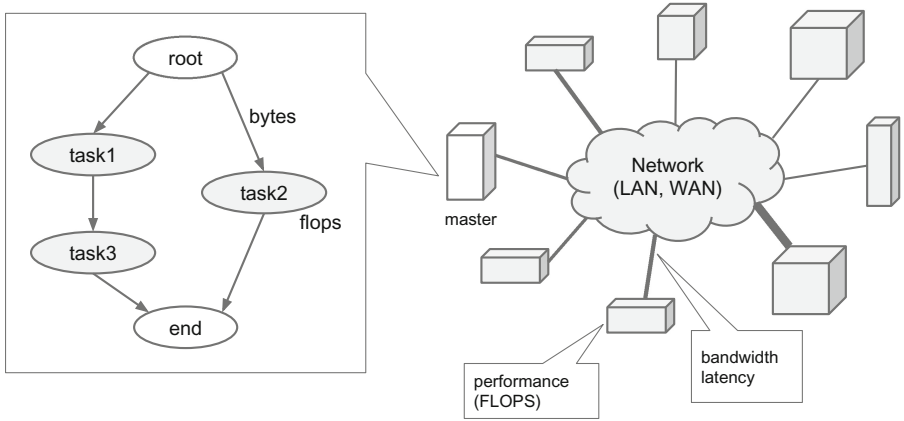 root
bytes
task1
task2
flops
task3
end
master
Network
(LAN, WAN)
performance
(FLOPS)
bandwidth
latency